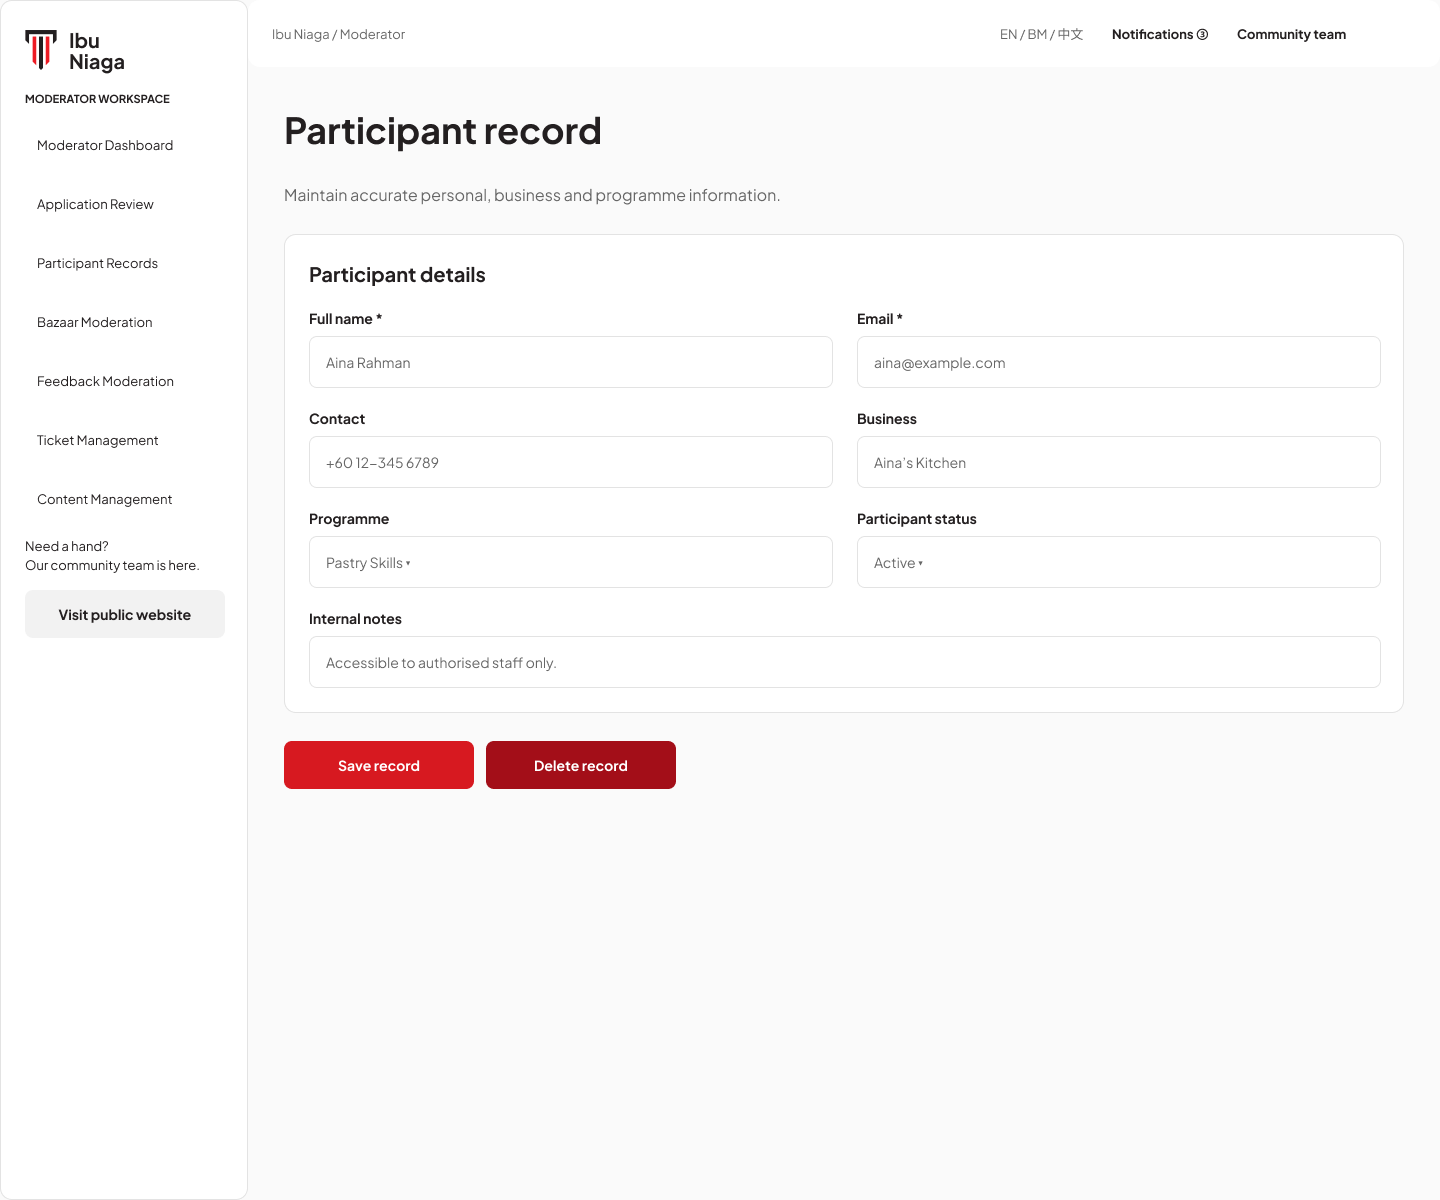 Ibu
Niaga
MODERATOR WORKSPACE
Moderator Dashboard
Application Review
Participant Records
Bazaar Moderation
Feedback Moderation
Ticket Management
Content Management
Need a hand?
Our community team is here.
Visit public website
Ibu Niaga / Moderator
EN / BM / 中文
Notifications ③
Community team
Participant record
Maintain accurate personal, business and programme information.
Participant details
Full name *
Aina Rahman
Email *
aina@example.com
Contact
+60 12–345 6789
Business
Aina’s Kitchen
Programme
Pastry Skills ▾
Participant status
Active ▾
Internal notes
Accessible to authorised staff only.
Save record
Delete record